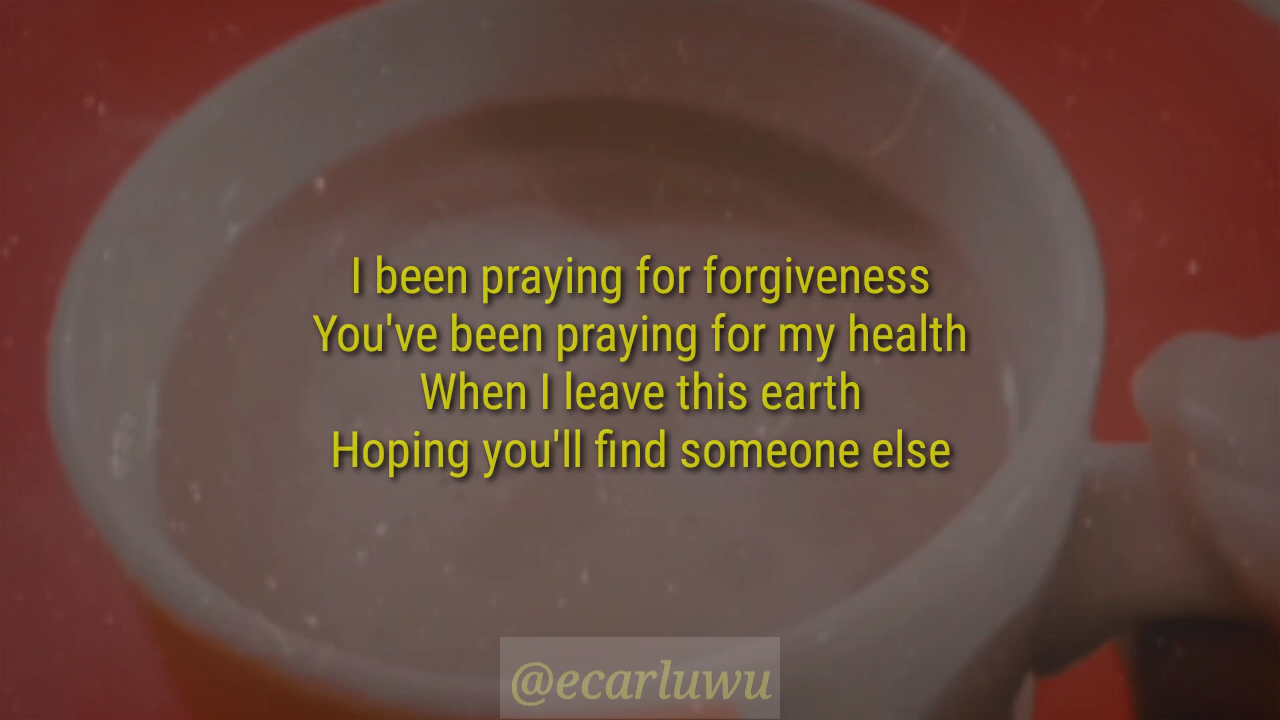 I been praying for forgiveness
You've been praying for my health
When I leave this earth
Hoping you'll find someone else
@ecarluwu